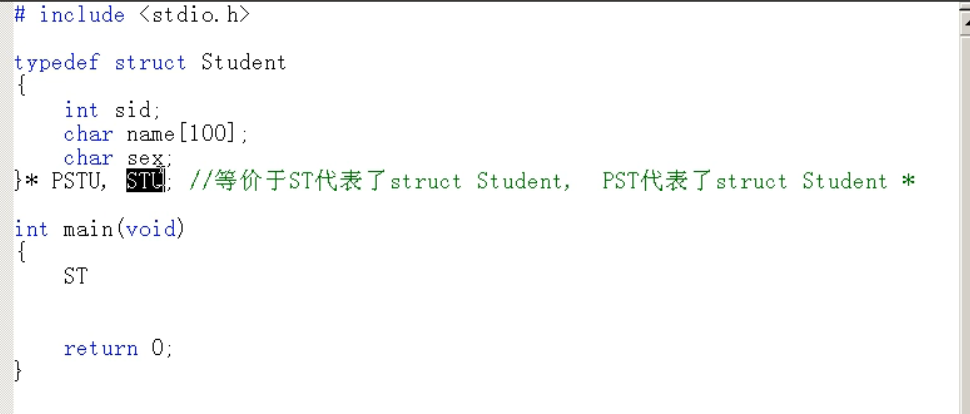 # include <stdio.h>
typedef struct Student
{
int sid;
char name[100];
char sex;
}* PSTU, STU; //等价于ST代表了struct Student, PST代表了struct Student *
int main(void)
{
ST
return 0;
}